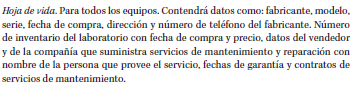 Hoja de vida. Para todos los equipos. Contendrá datos como: fabricante, modelo,
serie, fecha de compra, dirección y número de teléfono del fabricante. Número
de inventario del laboratorio con fecha de compra y precio, datos del vendedor
y de la compañía que suministra servicios de mantenimiento y reparación con
nombre de la persona que provee el servicio, fechas de garantía y contratos de
servicios de mantenimiento.